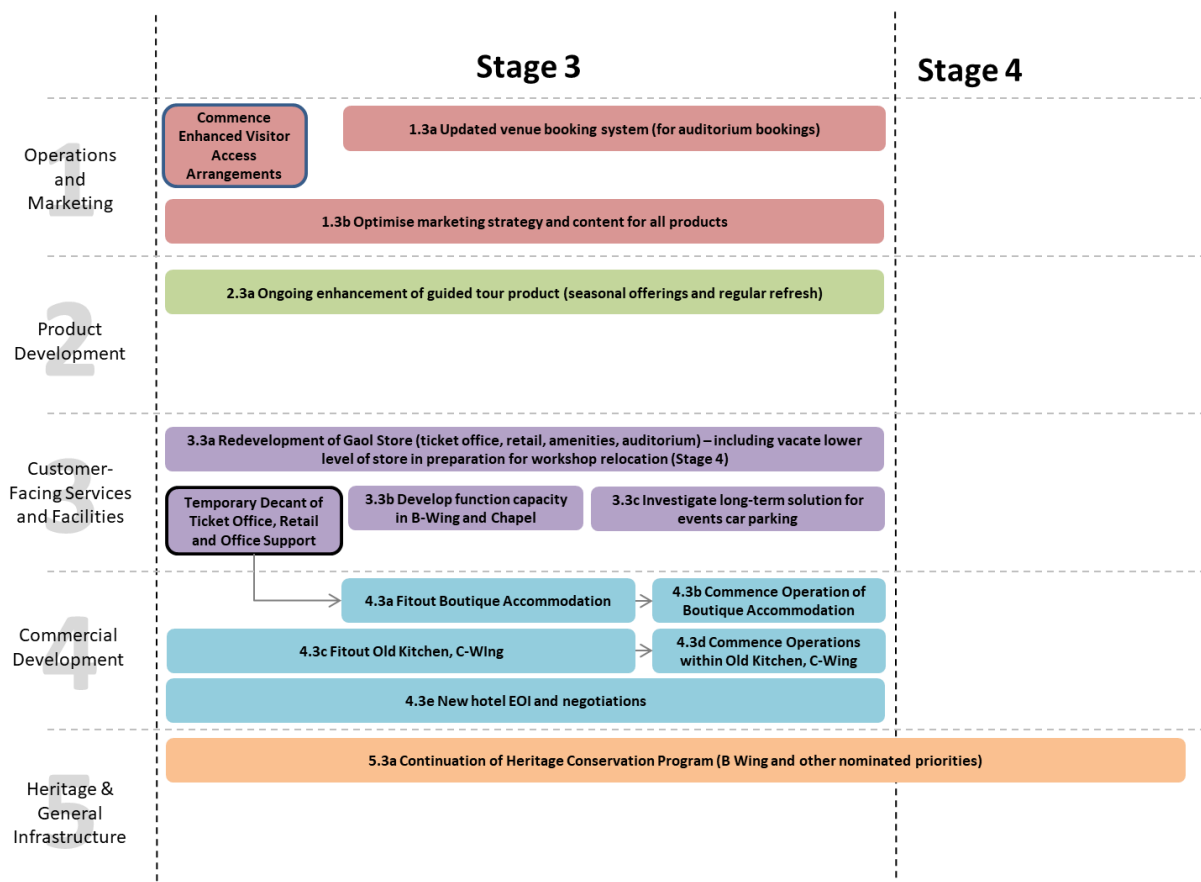 Stage 3
Stage 4
1
Operations
and
Marketing
Commence
Enhanced Visitor
Access
Arrangements
1.3a Updated venue booking system (for auditorium bookings)
1.3b Optimise marketing strategy and content for all products
2
Product
Development
2.3a Ongoing enhancement of guided tour product (seasonal offerings and regular refresh)
3
Customer-
Facing Services
and Facilities
3.3a Redevelopment of Gaol Store (ticket office, retail, amenities, auditorium) – including vacate lower
level of store in preparation for workshop relocation (Stage 4)
Temporary Decant of
Ticket Office, Retail
and Office Support
3.3b Develop function capacity
in B-Wing and Chapel
3.3c Investigate long-term solution for
events car parking
4
Commercial
Development
4.3a Fitout Boutique Accommodation
4.3b Commence Operation of
Boutique Accommodation
4.3c Fitout Old Kitchen, C-WIng
4.3d Commence Operations
within Old Kitchen, C-Wing
4.3e New hotel EOI and negotiations
5
Heritage &
General
Infrastructure
5.3a Continuation of Heritage Conservation Program (B Wing and other nominated priorities)